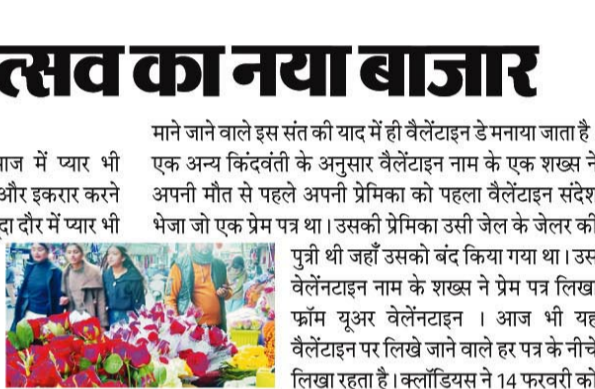 त्सव का नया बाजार
ाज में प्यार भी
और इकरार करने
दा दौर में प्यार भी
माने जाने वाले इस संत की याद में ही वैलेंटाइन डे मनाया जाता है
एक अन्य किंदवंती के अनुसार वैलेंटाइन नाम के एक शख्स ने
अपनी मौत से पहले अपनी प्रेमिका को पहला वैलेंटाइन संदेश
भेजा जो एक प्रेम पत्र था। उसकी प्रेमिका उसी जेल के जेलर की
पुत्री थी जहाँ उसको बंद किया गया था। उस
वेलेंनटाइन नाम के शख्स ने प्रेम पत्र लिखा
फ्रॉम यूअर वेलेंनटाइन । आज भी यह
वैलेंटाइन पर लिखे जाने वाले हर पत्र के नीचे
लिखा रहता है। क्लॉडियस ने 14 फरवरी को